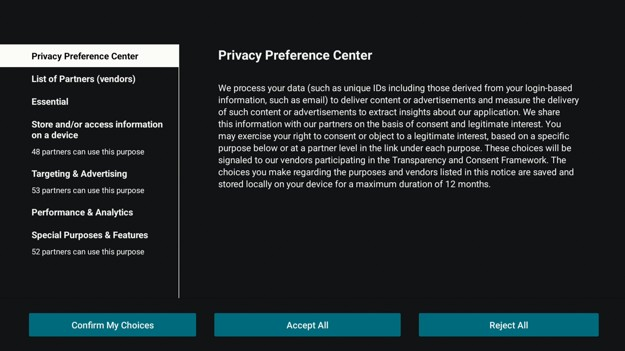 Privacy Preference Center
List of Partners (vendors)
Essential
Store and/or access information
on a device
48 partners can use this purpose
Targeting & Advertising
53 partners can use this purpose
Performance & Analytics
Special Purposes & Features
52 partners can use this purpose
Privacy Preference Center
We process your data (such as unique IDs including those derived from your login-based
information, such as email) to deliver content or advertisements and measure the delivery
of such content or advertisements to extract insights about our application. We share
this information with our partners on the basis of consent and legitimate interest. You
may exercise your right to consent or object to a legitimate interest, based on a specific
purpose below or at a partner level in the link under each purpose. These choices will be
signaled to our vendors participating in the Transparency and Consent Framework. The
choices you make regarding the purposes and vendors listed in this notice are saved and
stored locally on your device for a maximum duration of 12 months.
Confirm My Choices
Accept All
Reject All